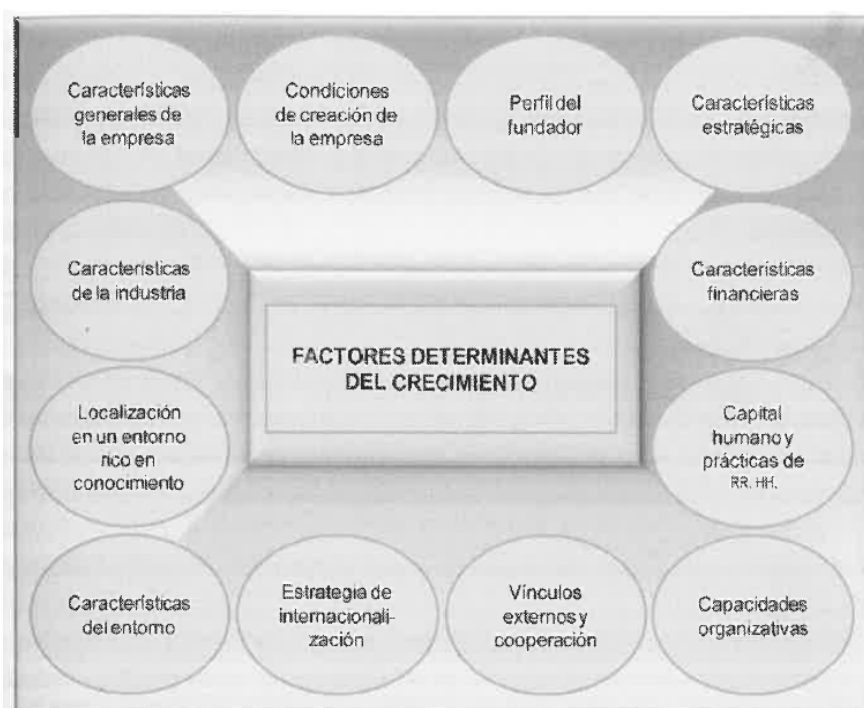 Características
generales de
la empresa
Condiciones
de creación de
la empresa
Perfil del
fundador
Características
estratégicas
Características
de la industria
Características
financieras
FACTORES DETERMINANTES
DEL CRECIMIENTO
Localización
en un entorno
rico en
conocimiento
Capital
humano y
prácticas de
RR. HH.
Características
del entorno
Estrategia de
internacionali-
zación
Vínculos
externos y
cooperación
Capacidades
organizativas